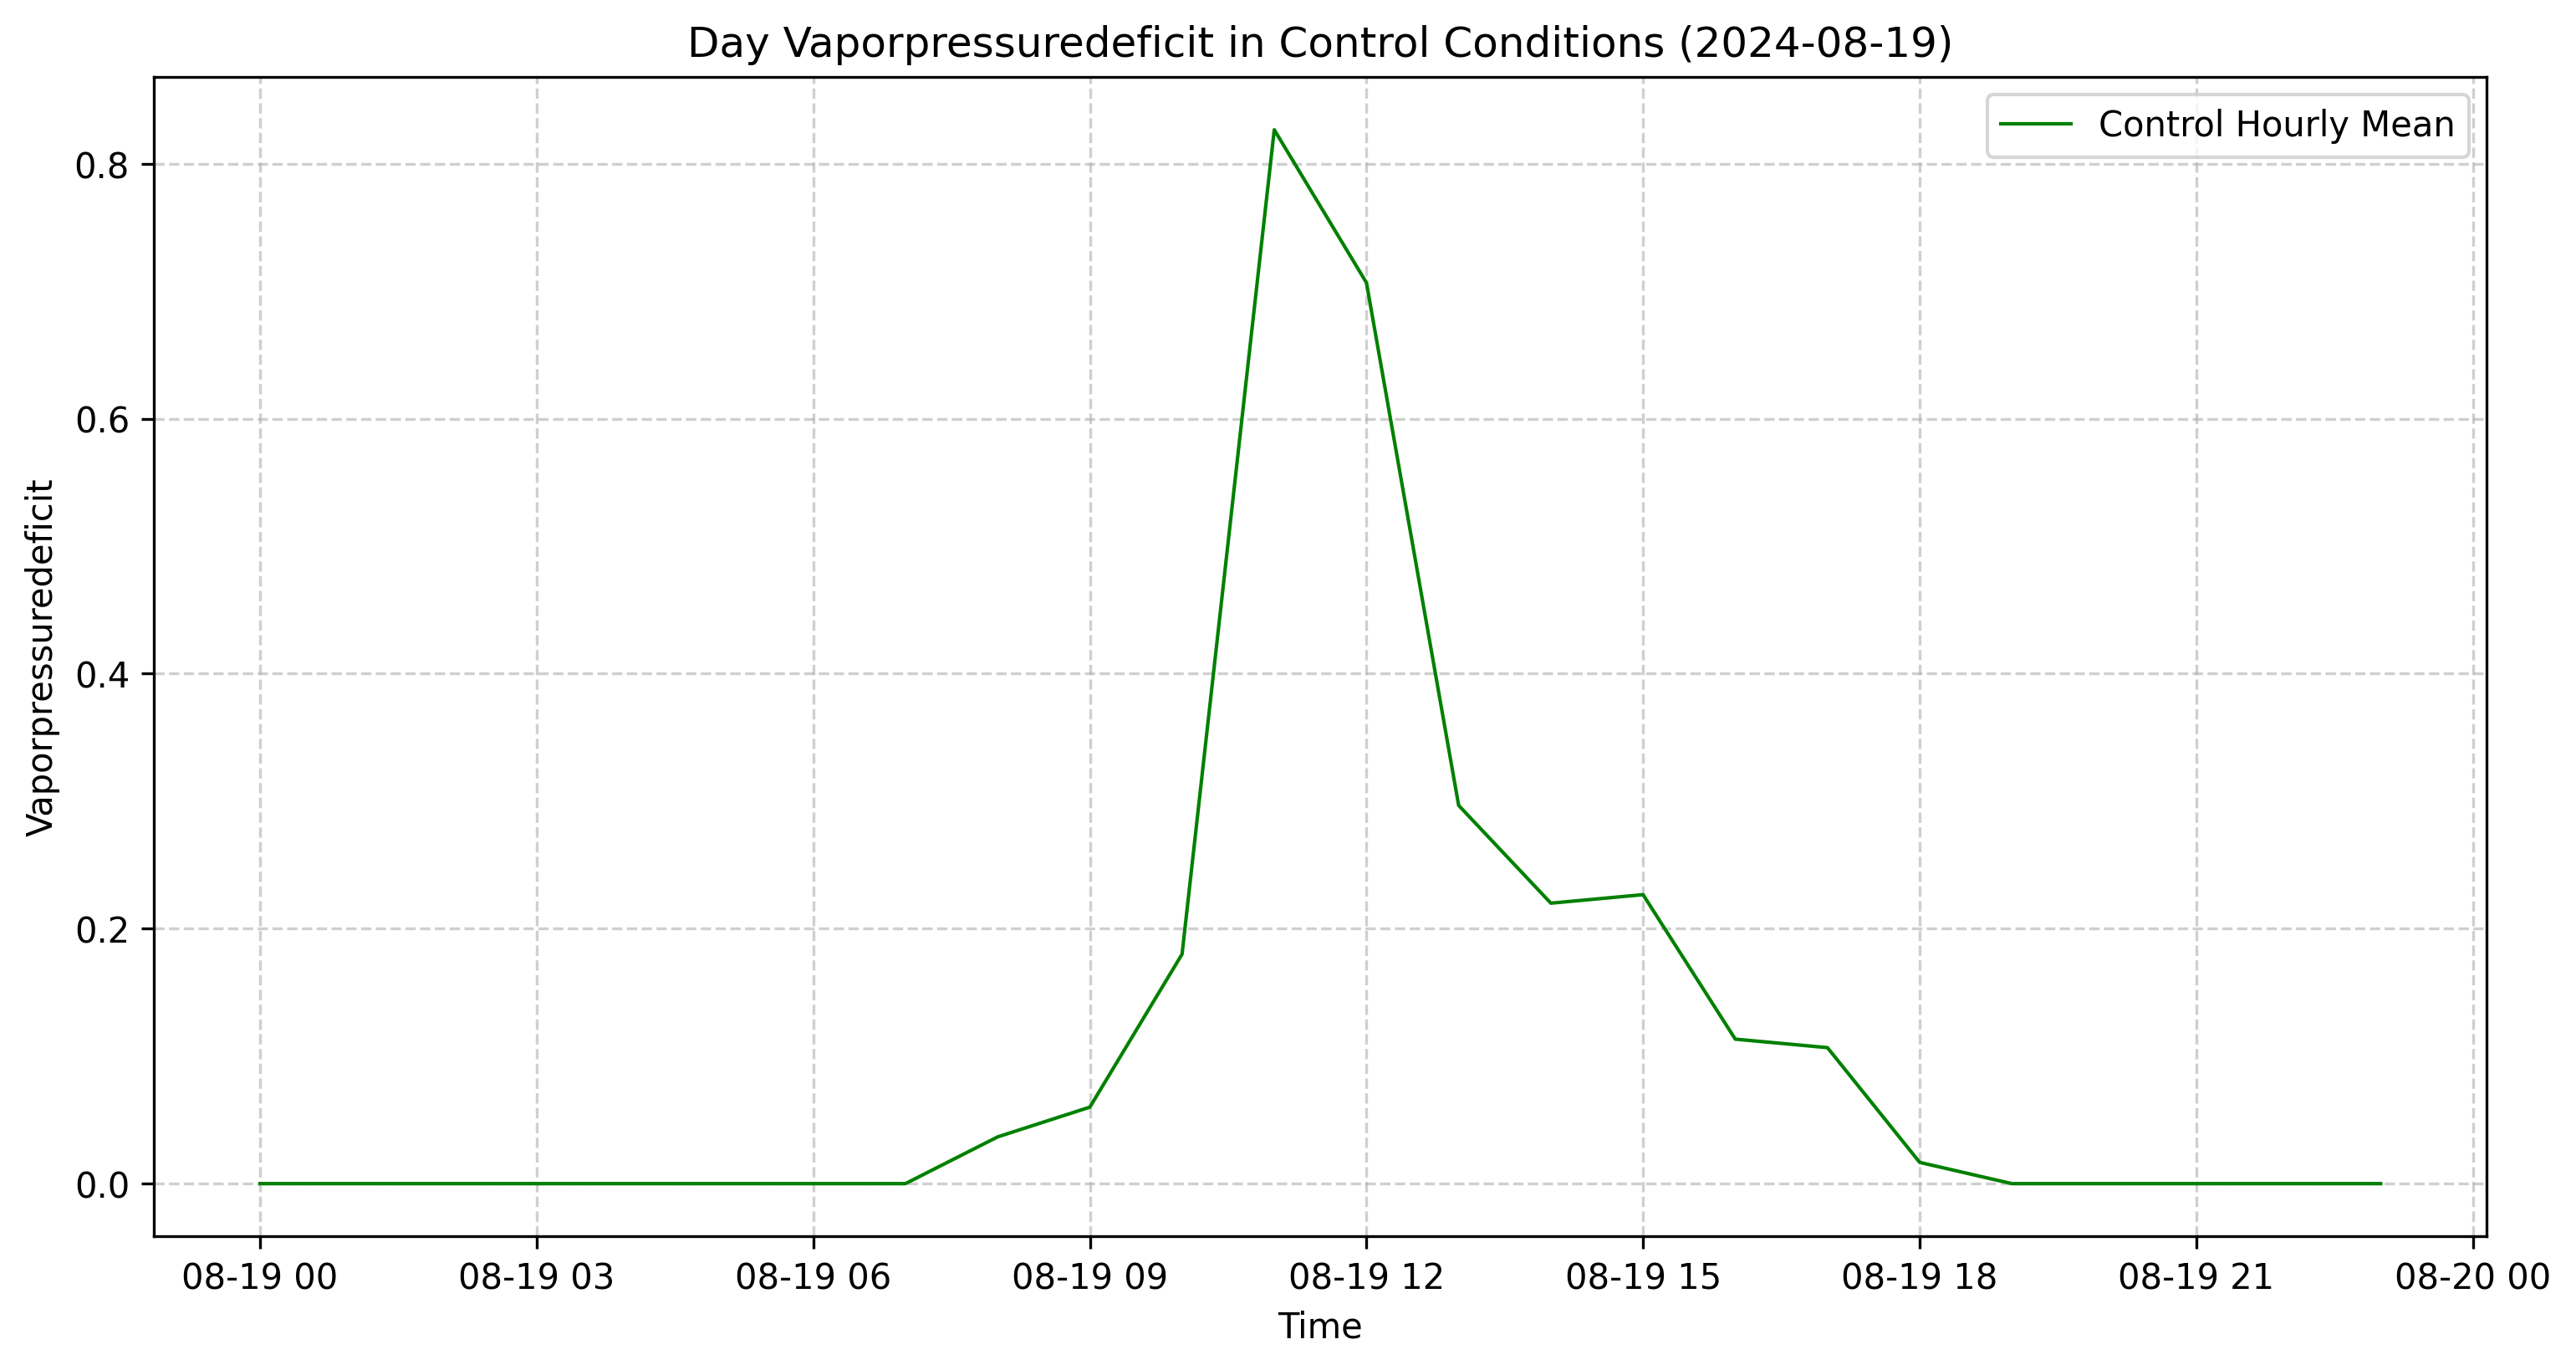 Day Vaporpressuredeficit in Control Conditions (2024-08-19)
Control Hourly Mean
Vaporpressuredeficit
0.8
0.6
0.4
0.2
0.0
08-19 00 08-19 03 08-19 06 08-19 09 08-19 12 08-19 15 08-19 18 08-19 21 08-20 00
Time